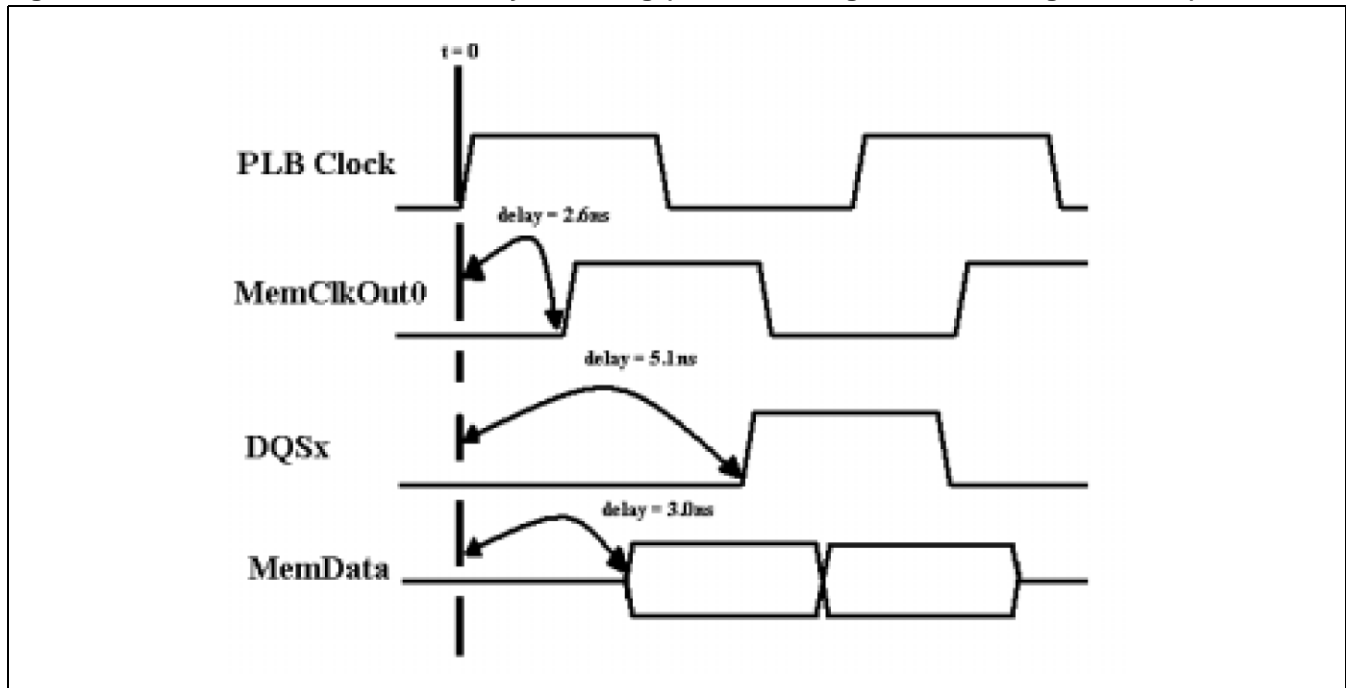 t = 0
PLB Clock
delay = 2.6ns
MemClkOut0
delay = 5.1ns
DQSx
delay = 3.0ns
MemData